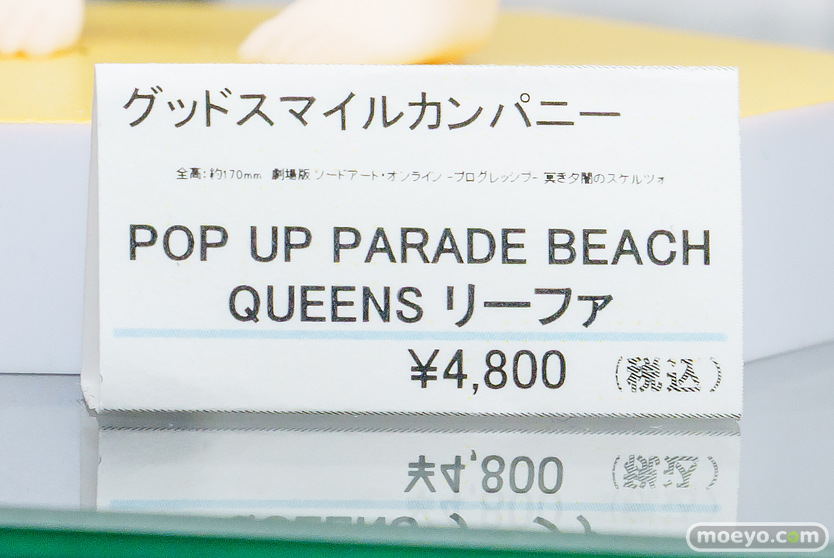 グッドスマイルカンパニー
全高：約170mm 劇場版 ソードアート・オンライン -プログレッシブ- 冥き夕闇のスケルツォ
POP UP PARADE BEACH
QUEENS リーファ
¥4,800 (税込)
moeyo.com